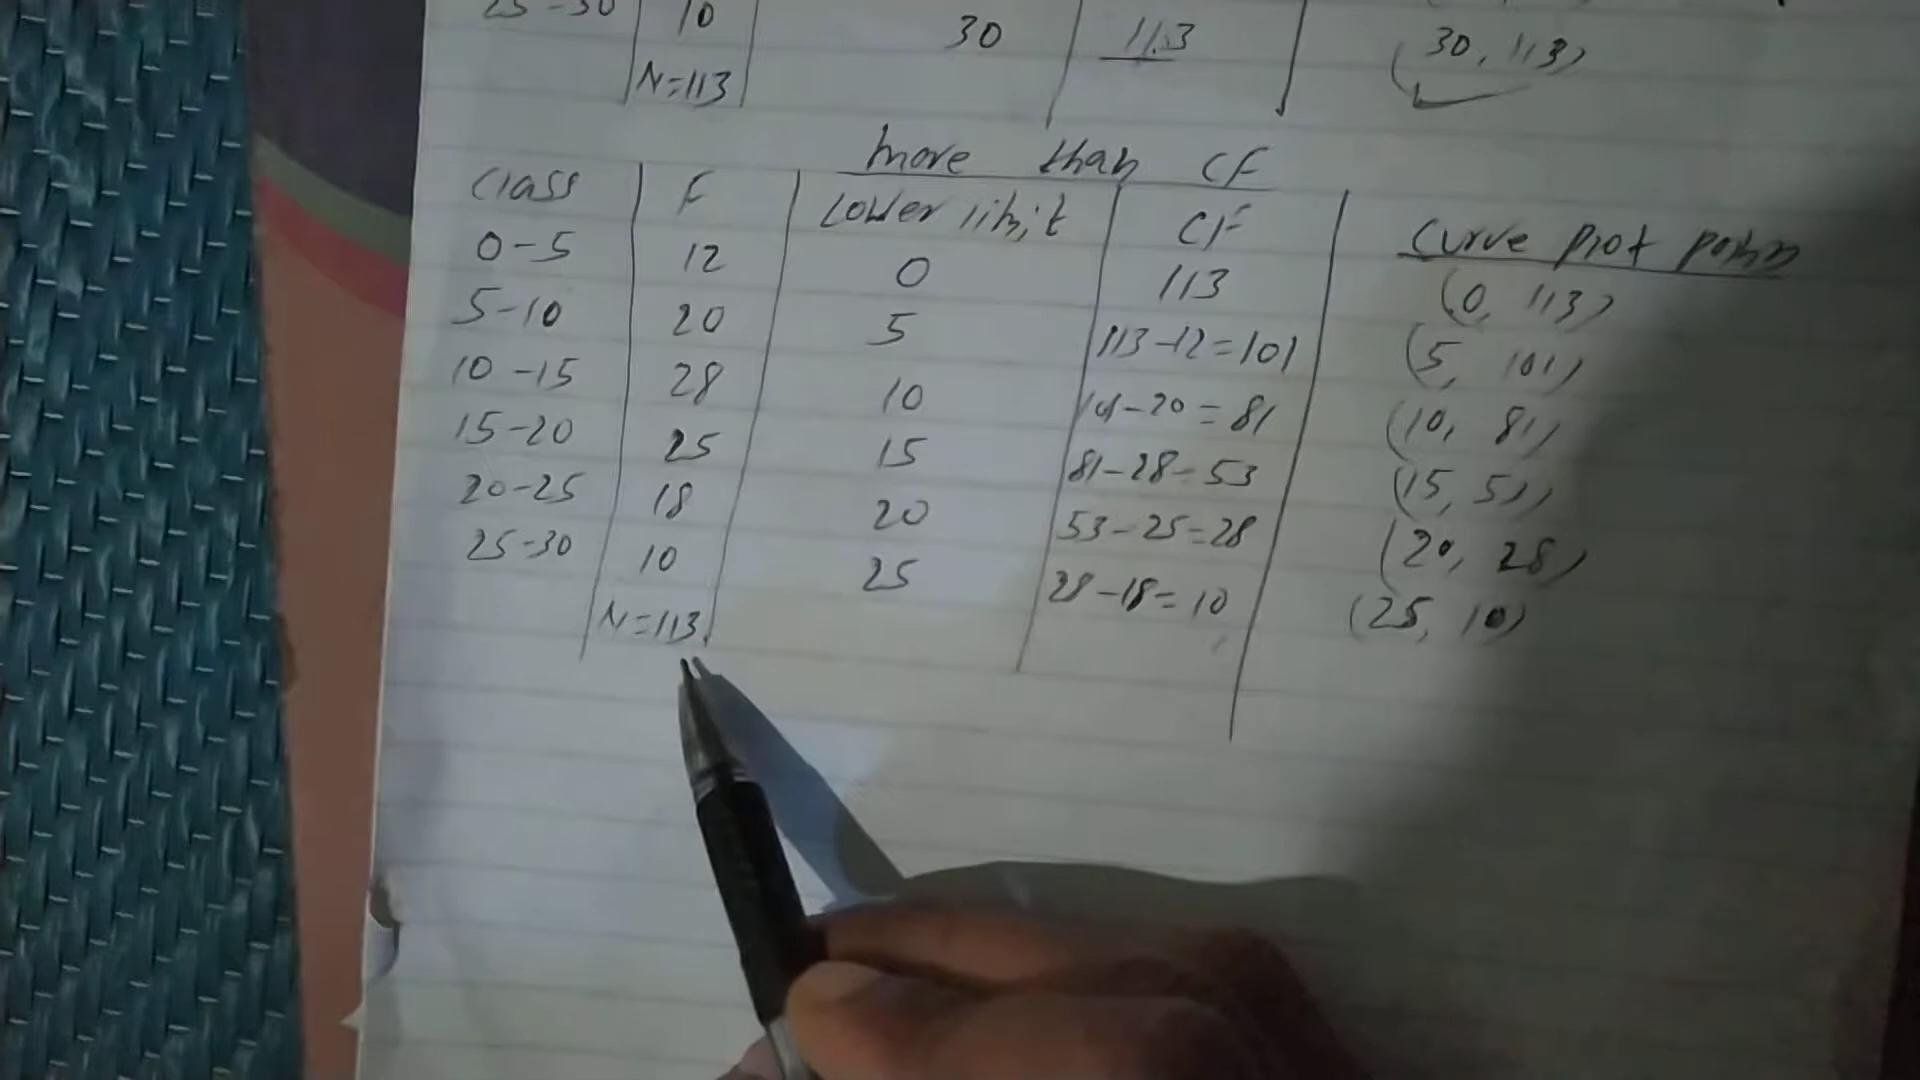 25-30 10 30 113 (30, 113)
N=113
more than CF
Class F Lower limit CF Curve plot points
0-5 12 0 113 (0, 113)
5-10 20 5 113-12=101 (5, 101)
10-15 28 10 101-20=81 (10, 81)
15-20 25 15 81-28=53 (15, 53)
20-25 18 20 53-25=28 (20, 28)
25-30 10 25 28-18=10 (25, 10)
N=113